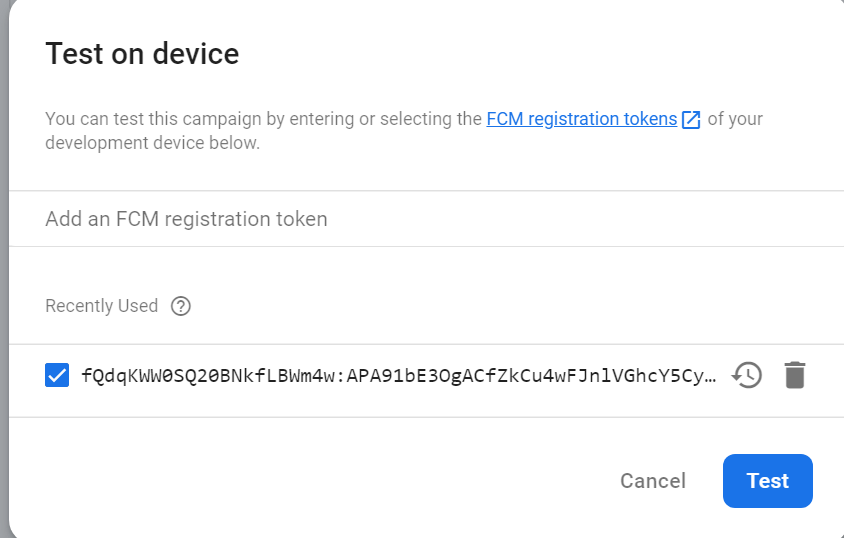 Test on device
You can test this campaign by entering or selecting the FCM registration tokens of your
development device below.
Add an FCM registration token
Recently Used
fQdqKWW0SQ20BNkfLBWm4w:APA91bE3OgACfZkCu4wFJnlVGhcY5Cy…
Cancel
Test